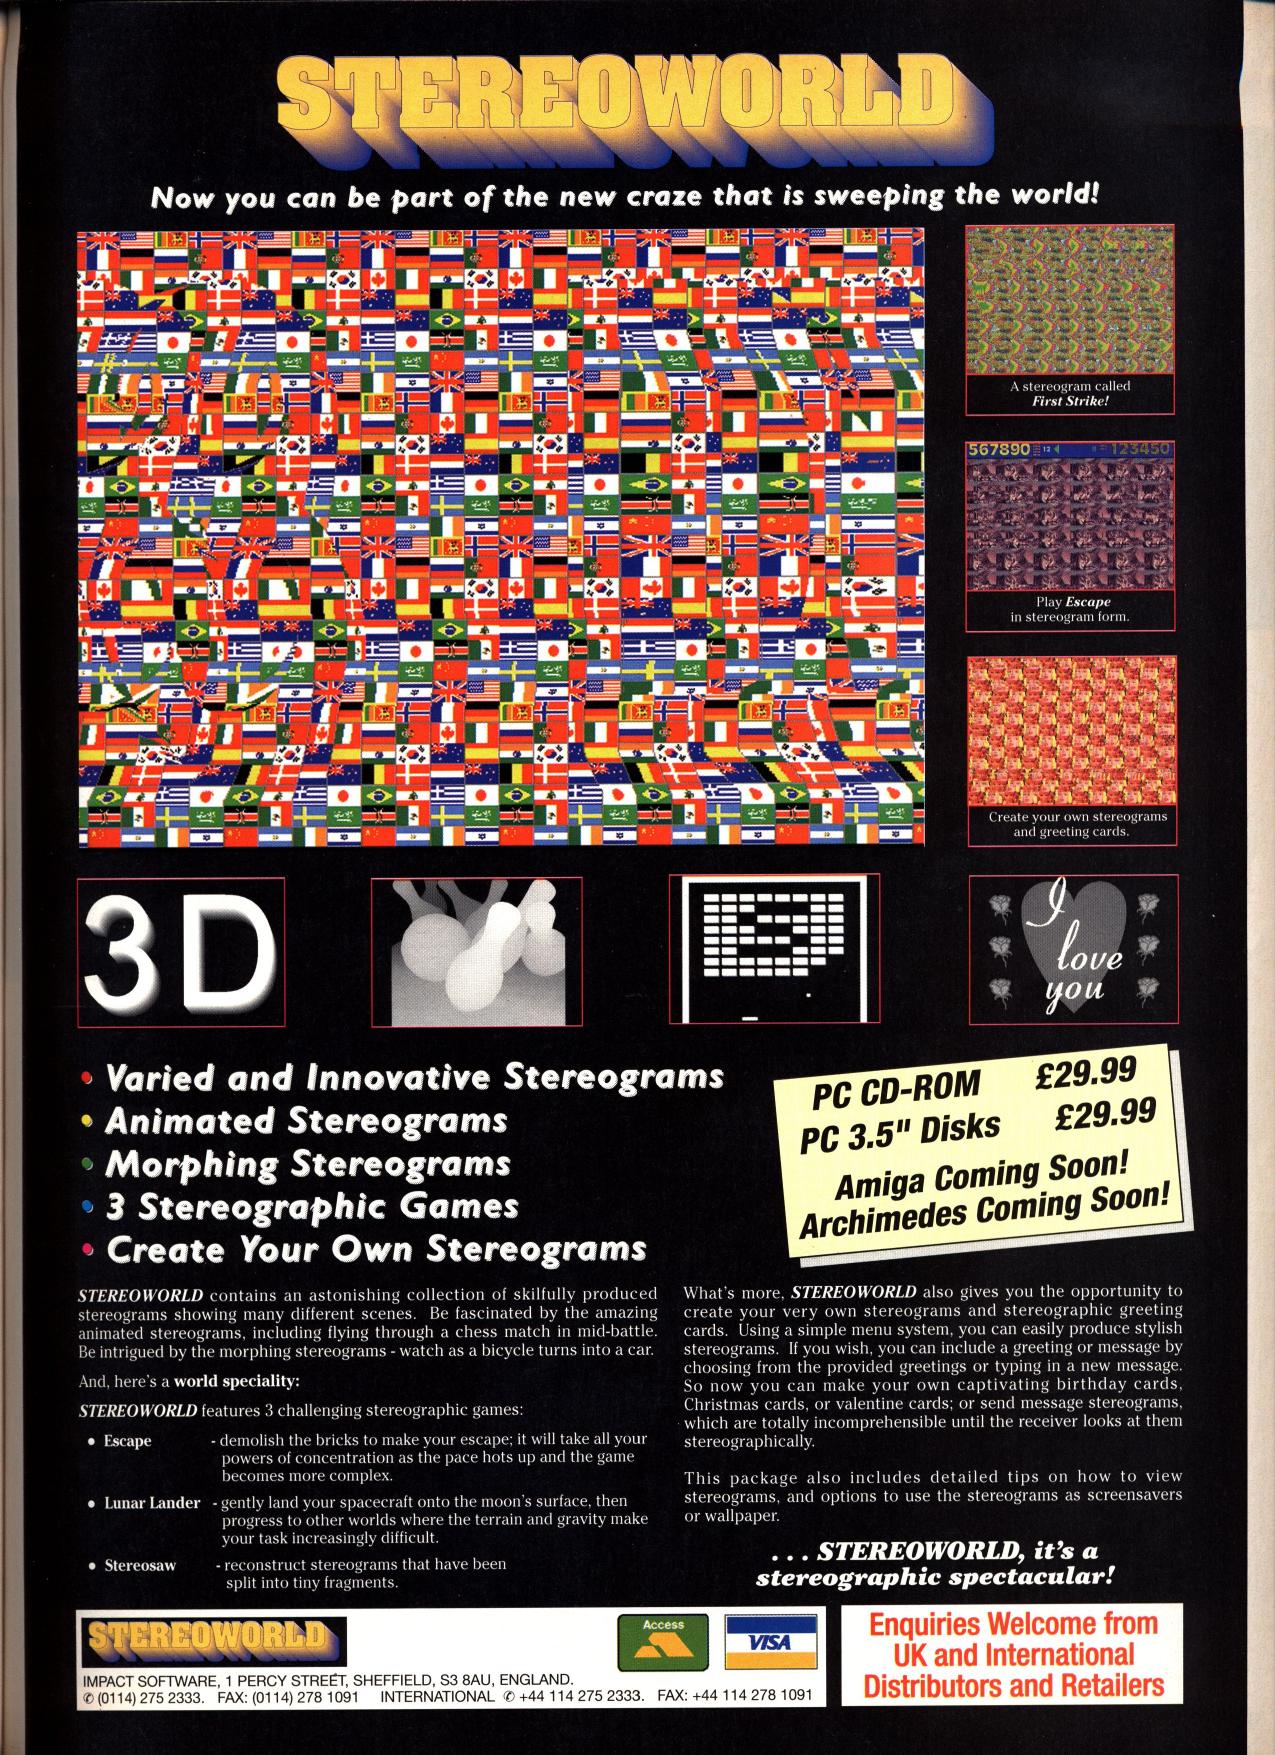 STEREOWORLD
Now you can be part of the new craze that is sweeping the world!
A stereogram called
First Strike!
567890 12 123450
Play Escape
in stereogram form.
Create your own stereograms
and greeting cards.
3D
I
love
you
• Varied and Innovative Stereograms
• Animated Stereograms
• Morphing Stereograms
• 3 Stereographic Games
• Create Your Own Stereograms
PC CD-ROM £29.99
PC 3.5" Disks £29.99
Amiga Coming Soon!
Archimedes Coming Soon!
STEREOWORLD contains an astonishing collection of skilfully produced
stereograms showing many different scenes. Be fascinated by the amazing
animated stereograms, including flying through a chess match in mid-battle.
Be intrigued by the morphing stereograms - watch as a bicycle turns into a car.
And, here's a world speciality:
STEREOWORLD features 3 challenging stereographic games:
• Escape - demolish the bricks to make your escape; it will take all your
powers of concentration as the pace hots up and the game
becomes more complex.
• Lunar Lander - gently land your spacecraft onto the moon's surface, then
progress to other worlds where the terrain and gravity make
your task increasingly difficult.
• Stereosaw - reconstruct stereograms that have been
split into tiny fragments.
What's more, STEREOWORLD also gives you the opportunity to
create your very own stereograms and stereographic greeting
cards. Using a simple menu system, you can easily produce stylish
stereograms. If you wish, you can include a greeting or message by
choosing from the provided greetings or typing in a new message.
So now you can make your own captivating birthday cards,
Christmas cards, or valentine cards; or send message stereograms,
which are totally incomprehensible until the receiver looks at them
stereographically.
This package also includes detailed tips on how to view
stereograms, and options to use the stereograms as screensavers
or wallpaper.
. . . STEREOWORLD, it's a
stereographic spectacular!
STEREOWORLD
Access
VISA
IMPACT SOFTWARE, 1 PERCY STREET, SHEFFIELD, S3 8AU, ENGLAND.
✆ (0114) 275 2333. FAX: (0114) 278 1091 INTERNATIONAL ✆ +44 114 275 2333. FAX: +44 114 278 1091
Enquiries Welcome from
UK and International
Distributors and Retailers